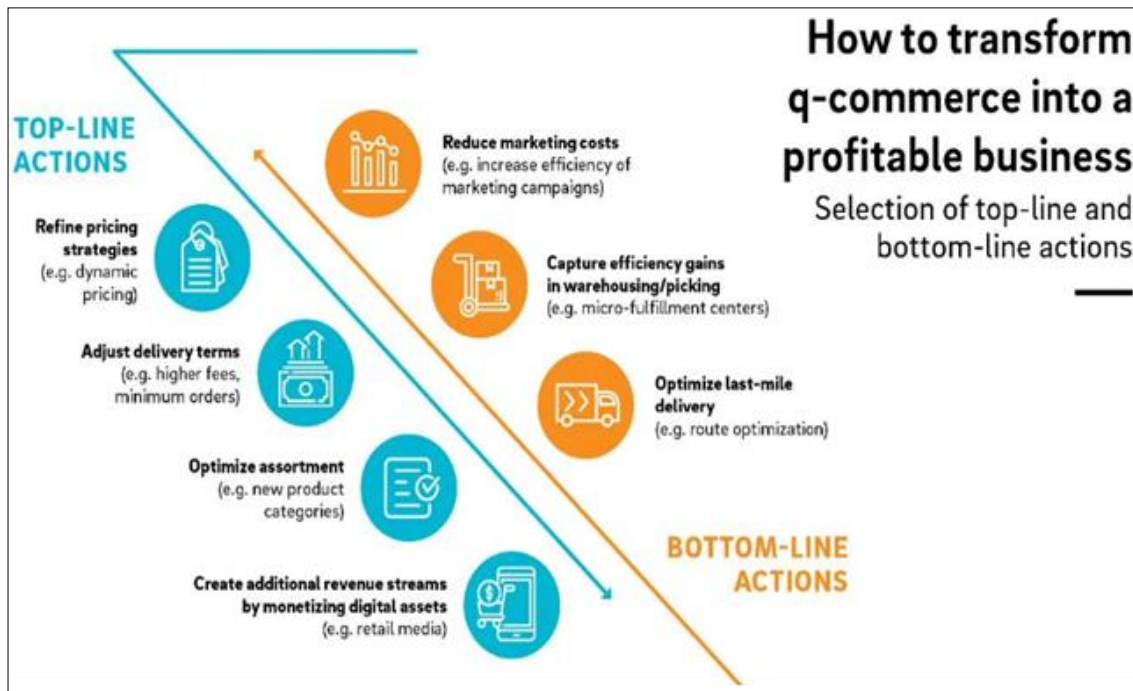 How to transform
q-commerce into a
profitable business
Selection of top-line and
bottom-line actions
TOP-LINE
ACTIONS
Refine pricing
strategies
(e.g. dynamic
pricing)
Adjust delivery terms
(e.g. higher fees,
minimum orders)
Optimize assortment
(e.g. new product
categories)
Create additional revenue streams
by monetizing digital assets
(e.g. retail media)
Reduce marketing costs
(e.g. increase efficiency of
marketing campaigns)
Capture efficiency gains
in warehousing/picking
(e.g. micro-fulfillment centers)
Optimize last-mile
delivery
(e.g. route optimization)
BOTTOM-LINE
ACTIONS